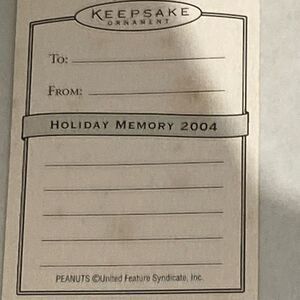 KEEPSAKE
ORNAMENT
TO:
FROM:
HOLIDAY MEMORY 2004
PEANUTS ©United Feature Syndicate, Inc.